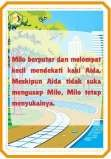 Milo berputar dan melompat
kecil mendekati kaki Aida.
Meskipun Aida tidak suka
mengusap Milo, Milo tetap
menyukainya.